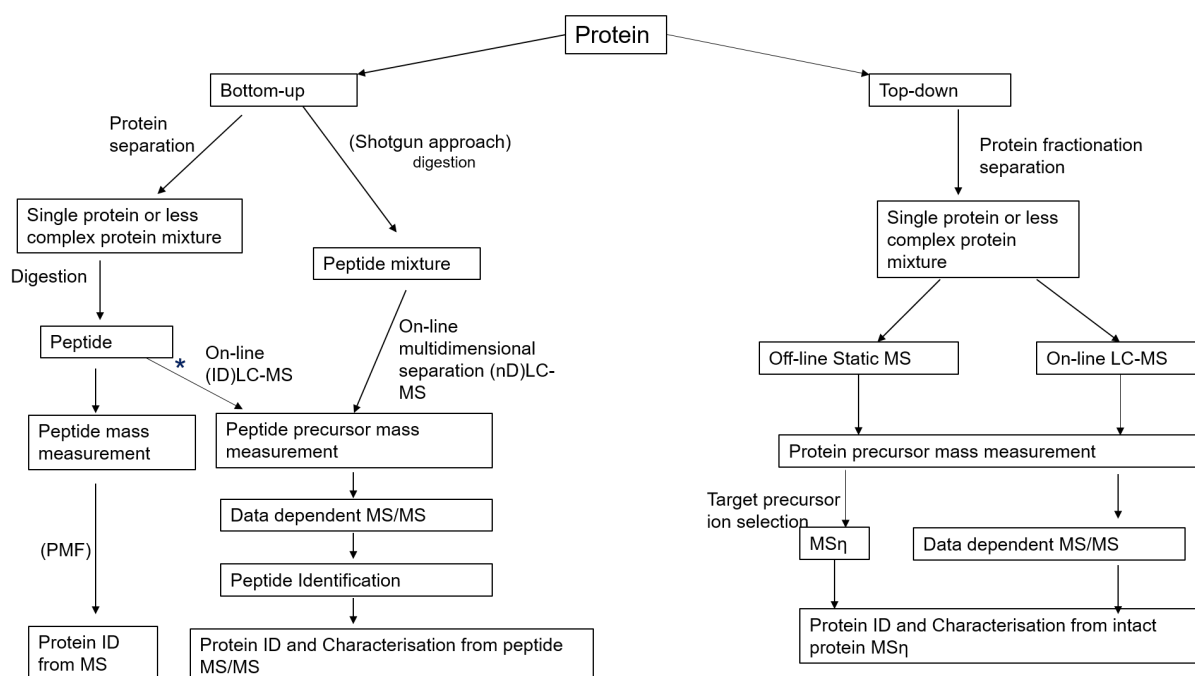 Protein
Bottom-up
Top-down
Protein
separation
(Shotgun approach)
digestion
Protein fractionation
separation
Single protein or less
complex protein mixture
Single protein or less
complex protein
mixture
Digestion
Peptide mixture
Peptide
*
On-line
(ID)LC-MS
On-line
multidimensional
separation (nD)LC-
MS
Off-line Static MS
On-line LC-MS
Peptide mass
measurement
Peptide precursor mass
measurement
Protein precursor mass measurement
Target precursor
ion selection
Data dependent MS/MS
MSη
Data dependent MS/MS
(PMF)
Peptide Identification
Protein ID
from MS
Protein ID and Characterisation from peptide
MS/MS
Protein ID and Characterisation from intact
protein MSη